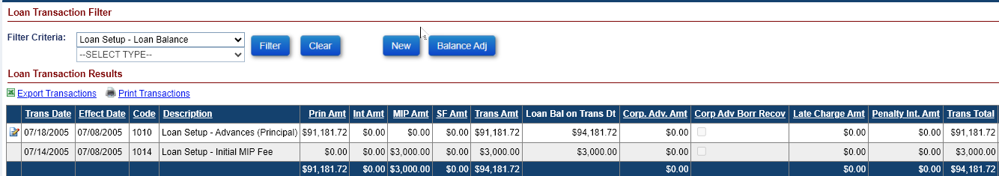 Loan Transaction Filter
Filter Criteria: Loan Setup - Loan Balance
--SELECT TYPE--
Filter Clear New Balance Adj
Loan Transaction Results
Export Transactions Print Transactions
Trans Date Effect Date Code Description Prin Amt Int Amt MIP Amt SF Amt Trans Amt Loan Bal on Trans Dt Corp. Adv. Amt Corp Adv Borr Recov Late Charge Amt Penalty Int. Amt Trans Total
07/18/2005 07/08/2005 1010 Loan Setup - Advances (Principal) $91,181.72 $0.00 $0.00 $0.00 $91,181.72 $94,181.72 $0.00 $0.00 $0.00 $91,181.72
07/14/2005 07/08/2005 1014 Loan Setup - Initial MIP Fee $0.00 $0.00 $3,000.00 $0.00 $3,000.00 $3,000.00 $0.00 $0.00 $0.00 $3,000.00
$91,181.72 $0.00 $3,000.00 $0.00 $94,181.72 $0.00 $0.00 $0.00 $94,181.72